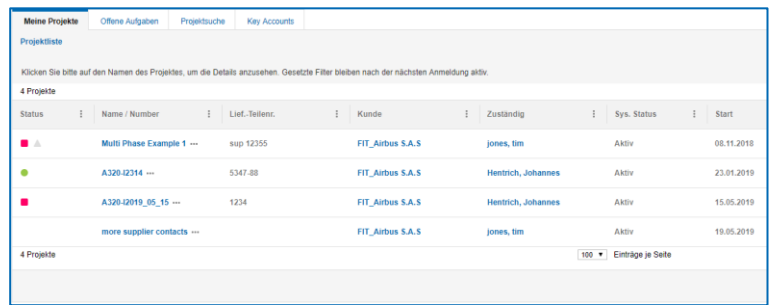 Meine Projekte Offene Aufgaben Projektsuche Key Accounts
Projektliste
Klicken Sie bitte auf den Namen des Projektes, um die Details anzusehen. Gesetzte Filter bleiben nach der nächsten Anmeldung aktiv.
4 Projekte
Status Name / Number Lief.-Teilenr. Kunde Zuständig Sys. Status Start
Multi Phase Example 1 ... sup 12355 FIT_Airbus S.A.S jones, tim Aktiv 08.11.2018
A320-I2314 ... 5347-88 FIT_Airbus S.A.S Hentrich, Johannes Aktiv 23.01.2019
A320-I2019_05_15 ... 1234 FIT_Airbus S.A.S Hentrich, Johannes Aktiv 15.05.2019
more supplier contacts ... FIT_Airbus S.A.S jones, tim Aktiv 19.05.2019
4 Projekte 100 Einträge je Seite